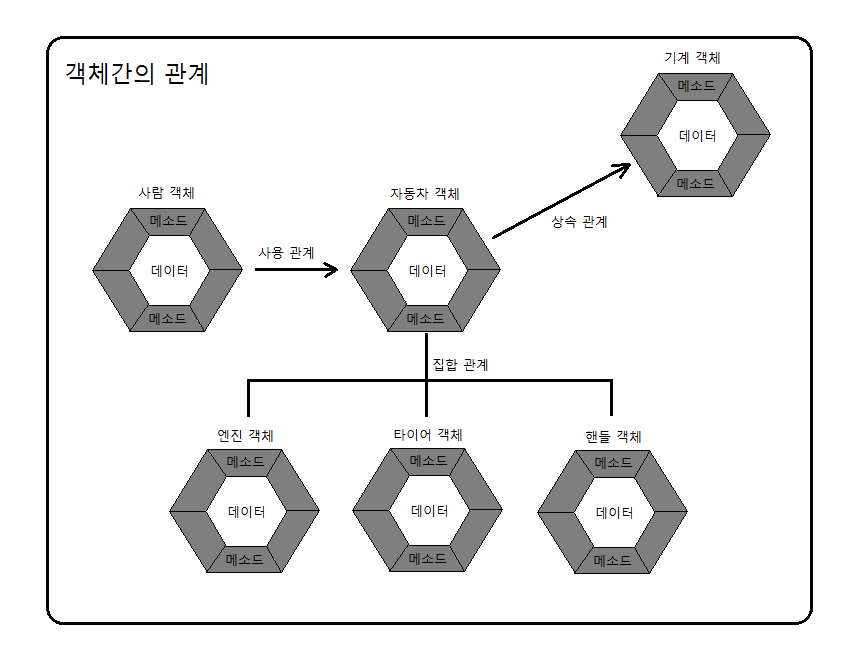 객체간의 관계
기계 객체
메소드
데이터
메소드
사람 객체
메소드
데이터
메소드
사용 관계
자동차 객체
메소드
데이터
메소드
상속 관계
집합 관계
엔진 객체
메소드
데이터
메소드
타이어 객체
메소드
데이터
메소드
핸들 객체
메소드
데이터
메소드